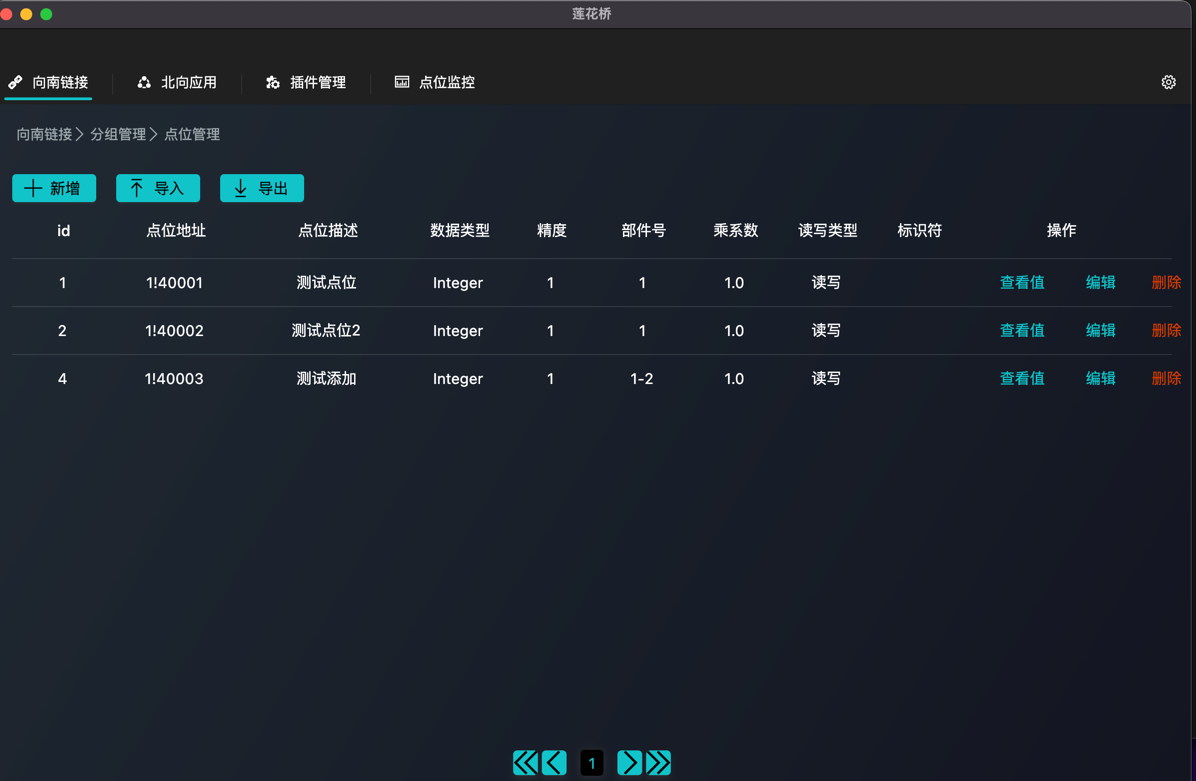 莲花桥
向南链接 北向应用 插件管理 点位监控
向南链接 > 分组管理 > 点位管理
新增 导入 导出
id 点位地址 点位描述 数据类型 精度 部件号 乘系数 读写类型 标识符 操作
1 1!40001 测试点位 Integer 1 1 1.0 读写 查看值 编辑 删除
2 1!40002 测试点位2 Integer 1 1 1.0 读写 查看值 编辑 删除
4 1!40003 测试添加 Integer 1 1-2 1.0 读写 查看值 编辑 删除
1